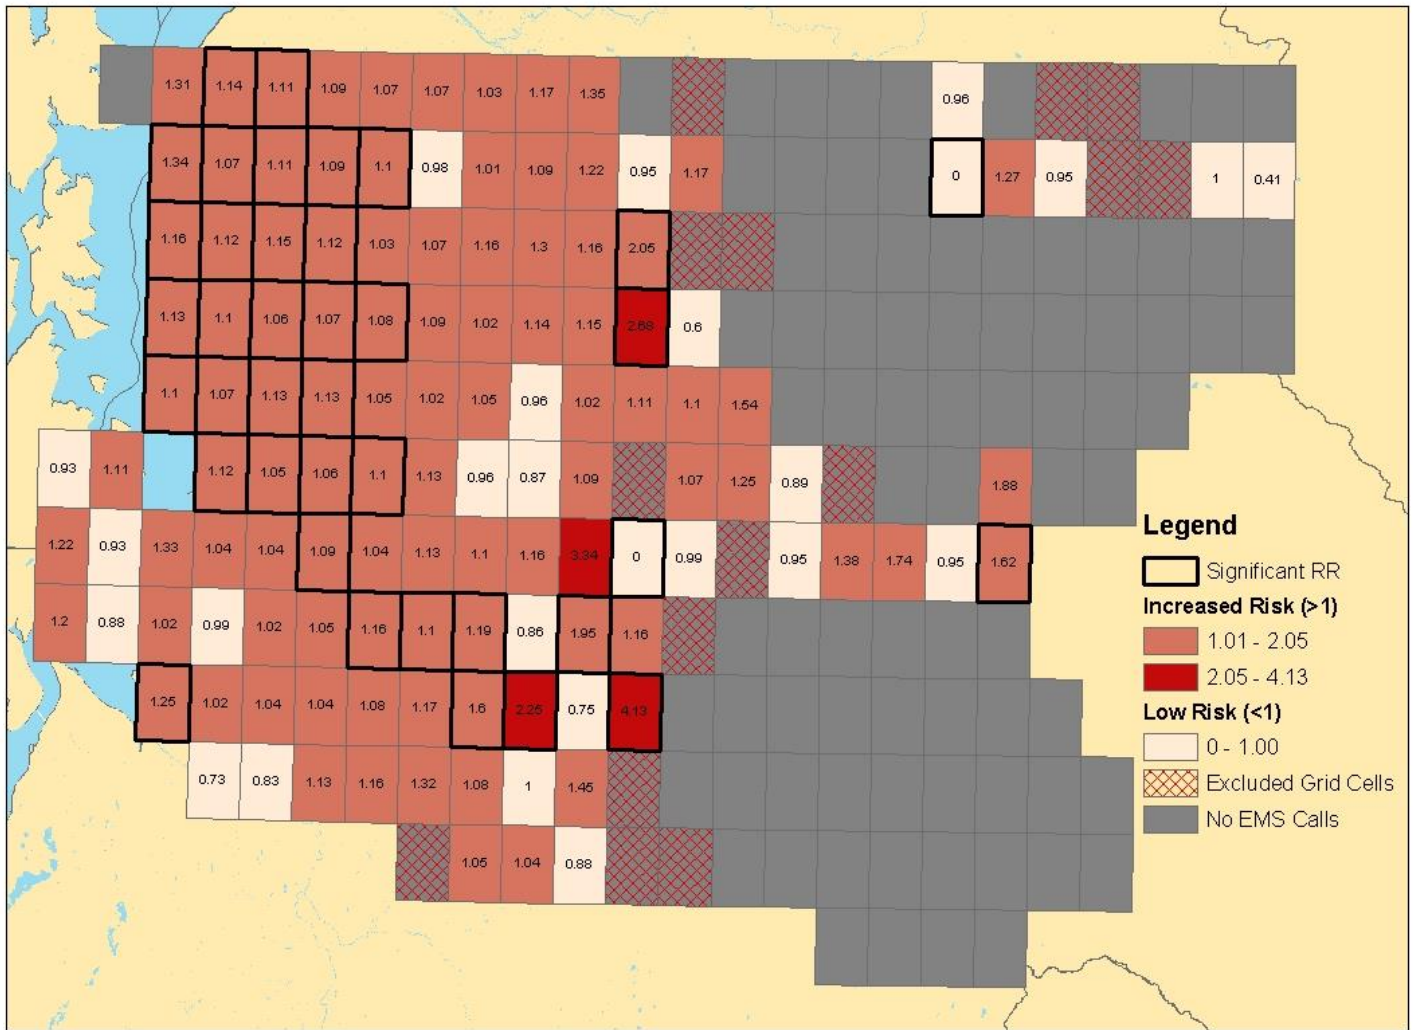 1.31 1.14 1.11 1.09 1.07 1.07 1.03 1.17 1.35 0.96
1.34 1.07 1.11 1.09 1.1 0.98 1.01 1.09 1.22 0.95 1.17 0 1.27 0.95 1 0.41
1.16 1.12 1.15 1.12 1.03 1.07 1.16 1.3 1.16 2.05
1.13 1.1 1.06 1.07 1.08 1.09 1.02 1.14 1.15 2.68 0.6
1.1 1.07 1.13 1.13 1.05 1.02 1.05 0.96 1.02 1.11 1.1 1.54
0.93 1.11 1.12 1.05 1.06 1.1 1.13 0.96 0.87 1.09 1.07 1.25 0.89 1.88
1.22 0.93 1.33 1.04 1.04 1.09 1.04 1.13 1.1 1.16 3.34 0 0.99 0.95 1.38 1.74 0.95 1.62
1.2 0.88 1.02 0.99 1.02 1.05 1.16 1.1 1.19 0.86 1.95 1.16
1.25 1.02 1.04 1.04 1.08 1.17 1.6 2.25 0.75 4.13
0.73 0.83 1.13 1.16 1.32 1.08 1 1.45
1.05 1.04 0.88
Legend
Significant RR
Increased Risk (>1)
1.01 - 2.05
2.05 - 4.13
Low Risk (<1)
0 - 1.00
Excluded Grid Cells
No EMS Calls